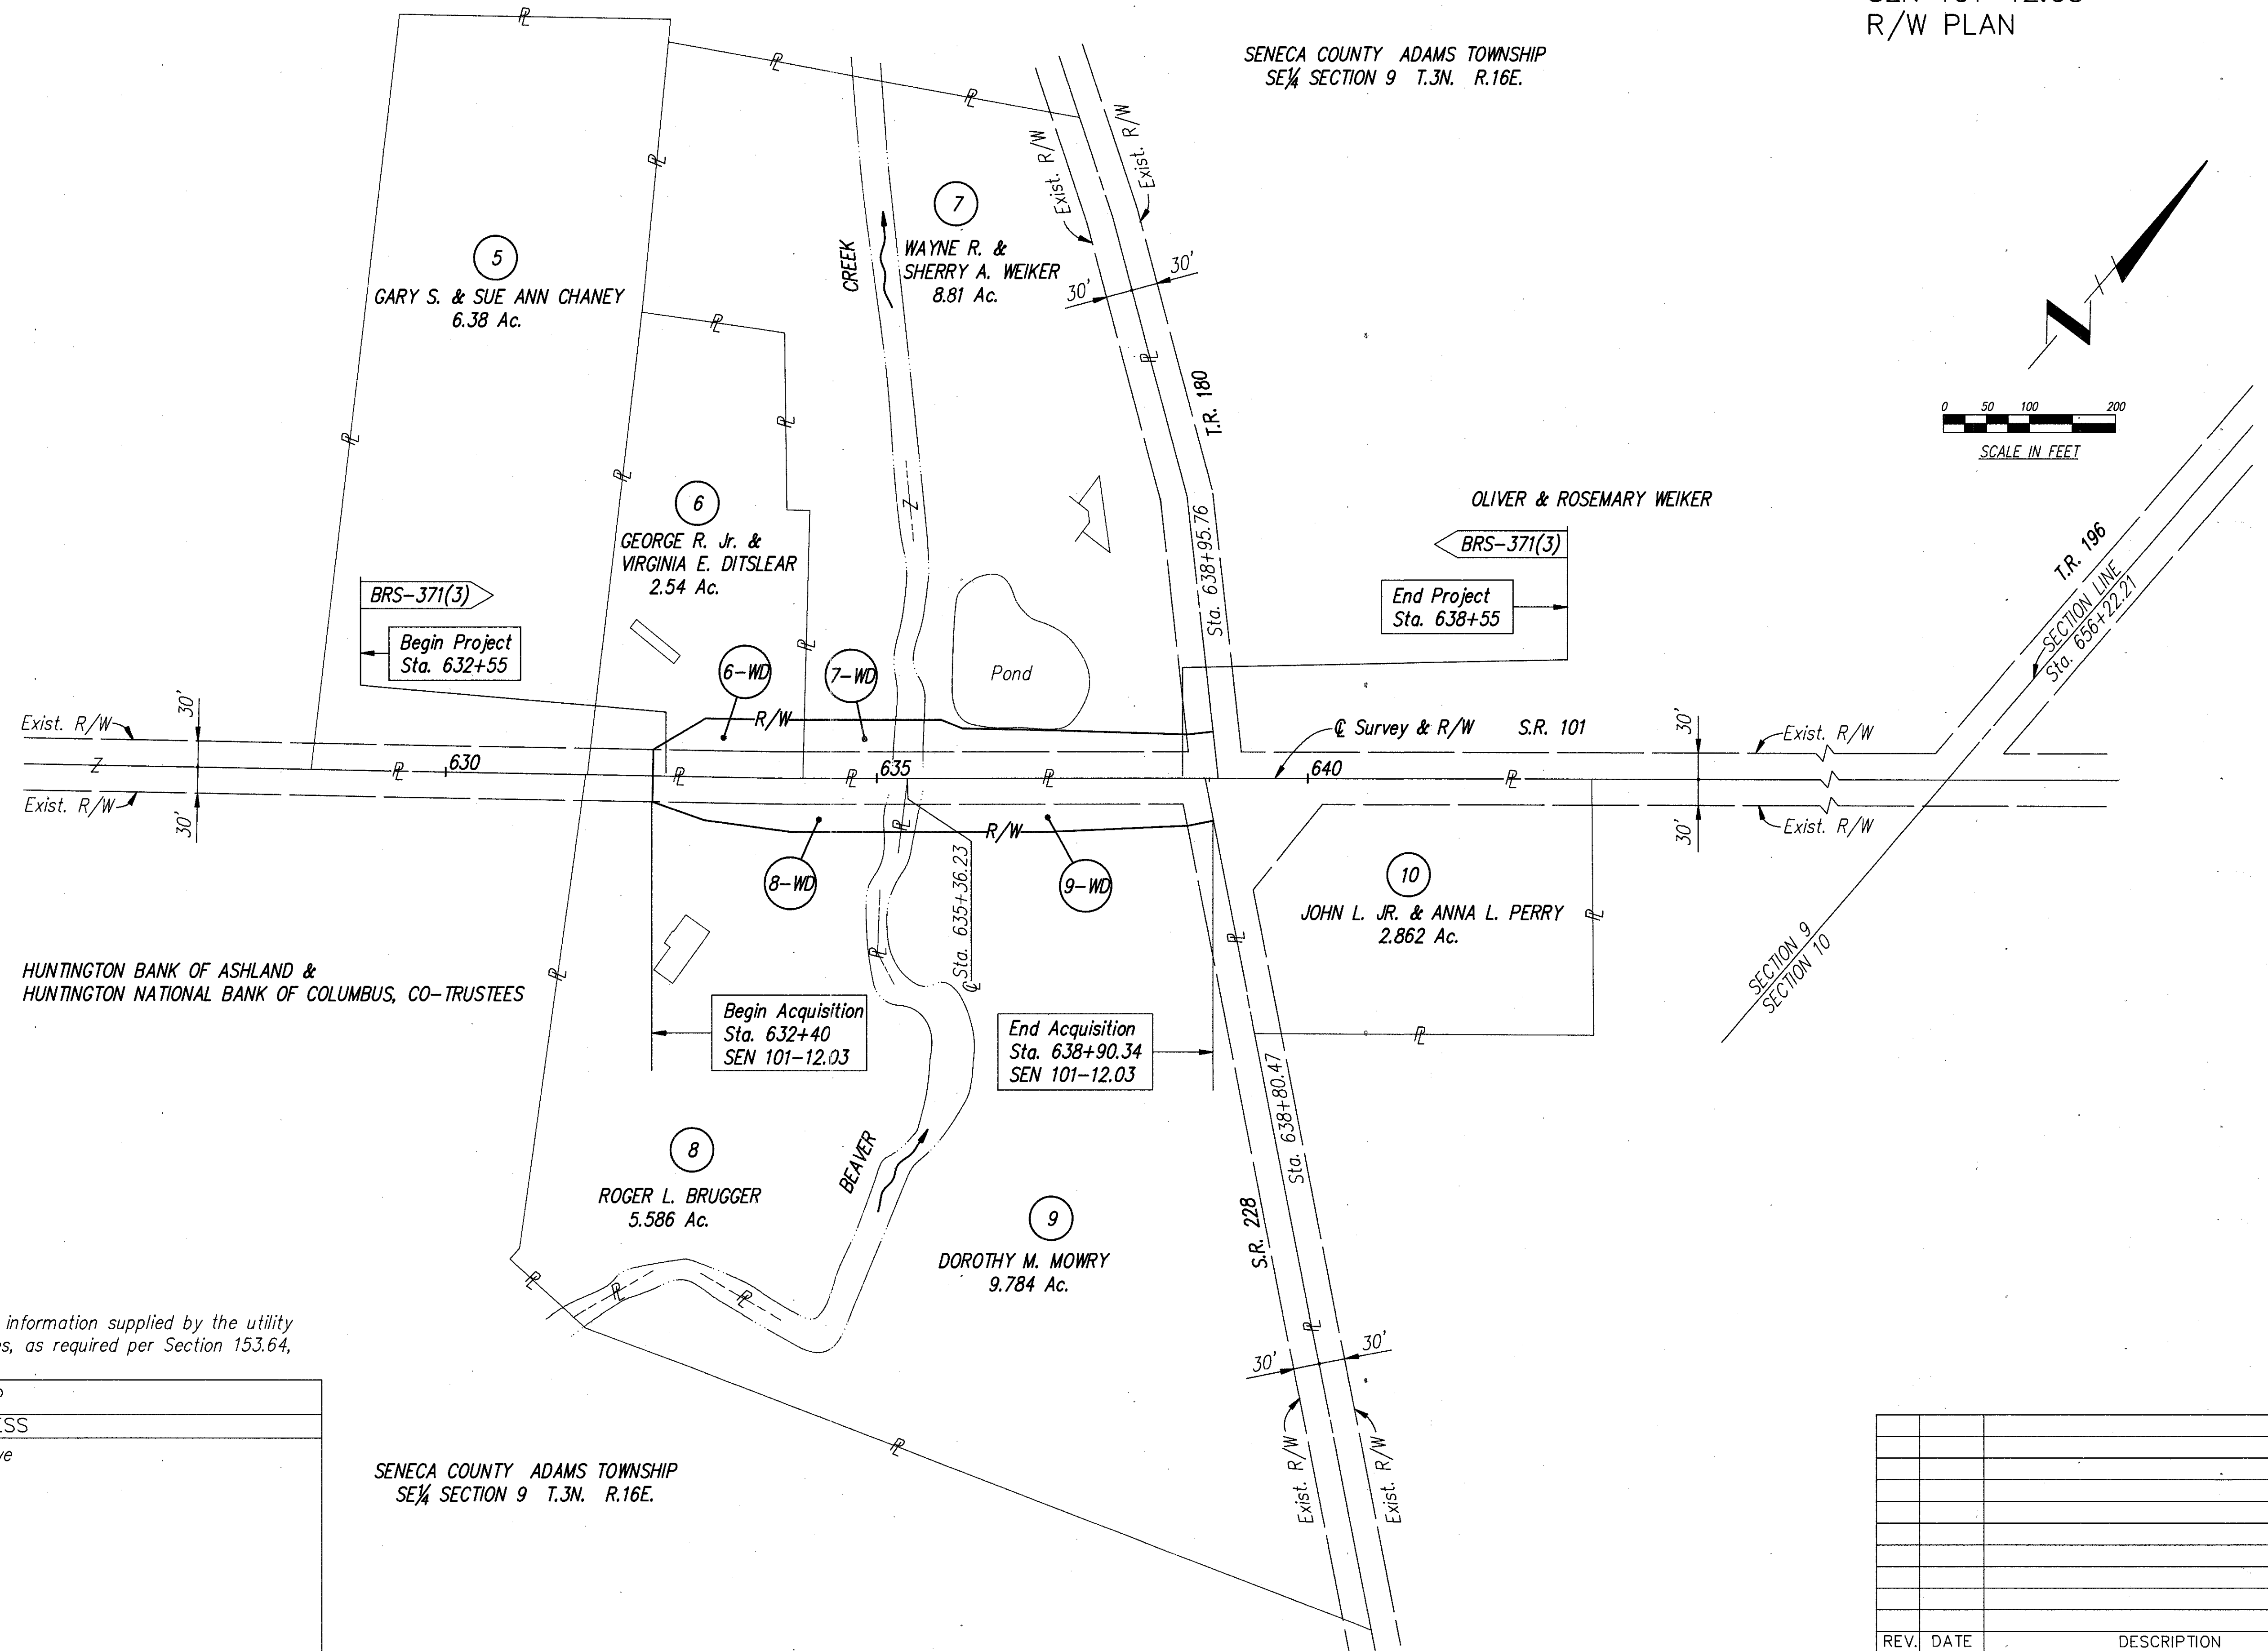 R/W PLAN
SENECA COUNTY ADAMS TOWNSHIP
SE¼ SECTION 9 T.3N. R.16E.
Exist. R/W
Exist. R/W
30'
30'
T.R. 180
5
GARY S. & SUE ANN CHANEY
6.38 Ac.
CREEK
7
WAYNE R. &
SHERRY A. WEIKER
8.81 Ac.
N
0 50 100 200
SCALE IN FEET
6
GEORGE R. Jr. &
VIRGINIA E. DITSLEAR
2.54 Ac.
OLIVER & ROSEMARY WEIKER
BRS-371(3)
End Project
Sta. 638+55
Sta. 638+95.76
T.R. 196
SECTION LINE
Sta. 656+22.21
BRS-371(3)
Begin Project
Sta. 632+55
6-WD
7-WD
Pond
R/W
Exist. R/W
30'
℄ Survey & R/W S.R. 101
30'
Exist. R/W
630
635
640
Exist. R/W
30'
R/W
30'
Exist. R/W
8-WD
9-WD
℄ Sta. 635+36.23
10
JOHN L. JR. & ANNA L. PERRY
2.862 Ac.
SECTION 9
SECTION 10
HUNTINGTON BANK OF ASHLAND &
HUNTINGTON NATIONAL BANK OF COLUMBUS, CO-TRUSTEES
Begin Acquisition
Sta. 632+40
SEN 101-12.03
End Acquisition
Sta. 638+90.34
SEN 101-12.03
Sta. 638+80.47
8
ROGER L. BRUGGER
5.586 Ac.
BEAVER
9
DOROTHY M. MOWRY
9.784 Ac.
S.R. 228
30'
30'
Exist. R/W
Exist. R/W
information supplied by the utility
as required per Section 153.64,
SENECA COUNTY ADAMS TOWNSHIP
SE¼ SECTION 9 T.3N. R.16E.
REV. DATE DESCRIPTION